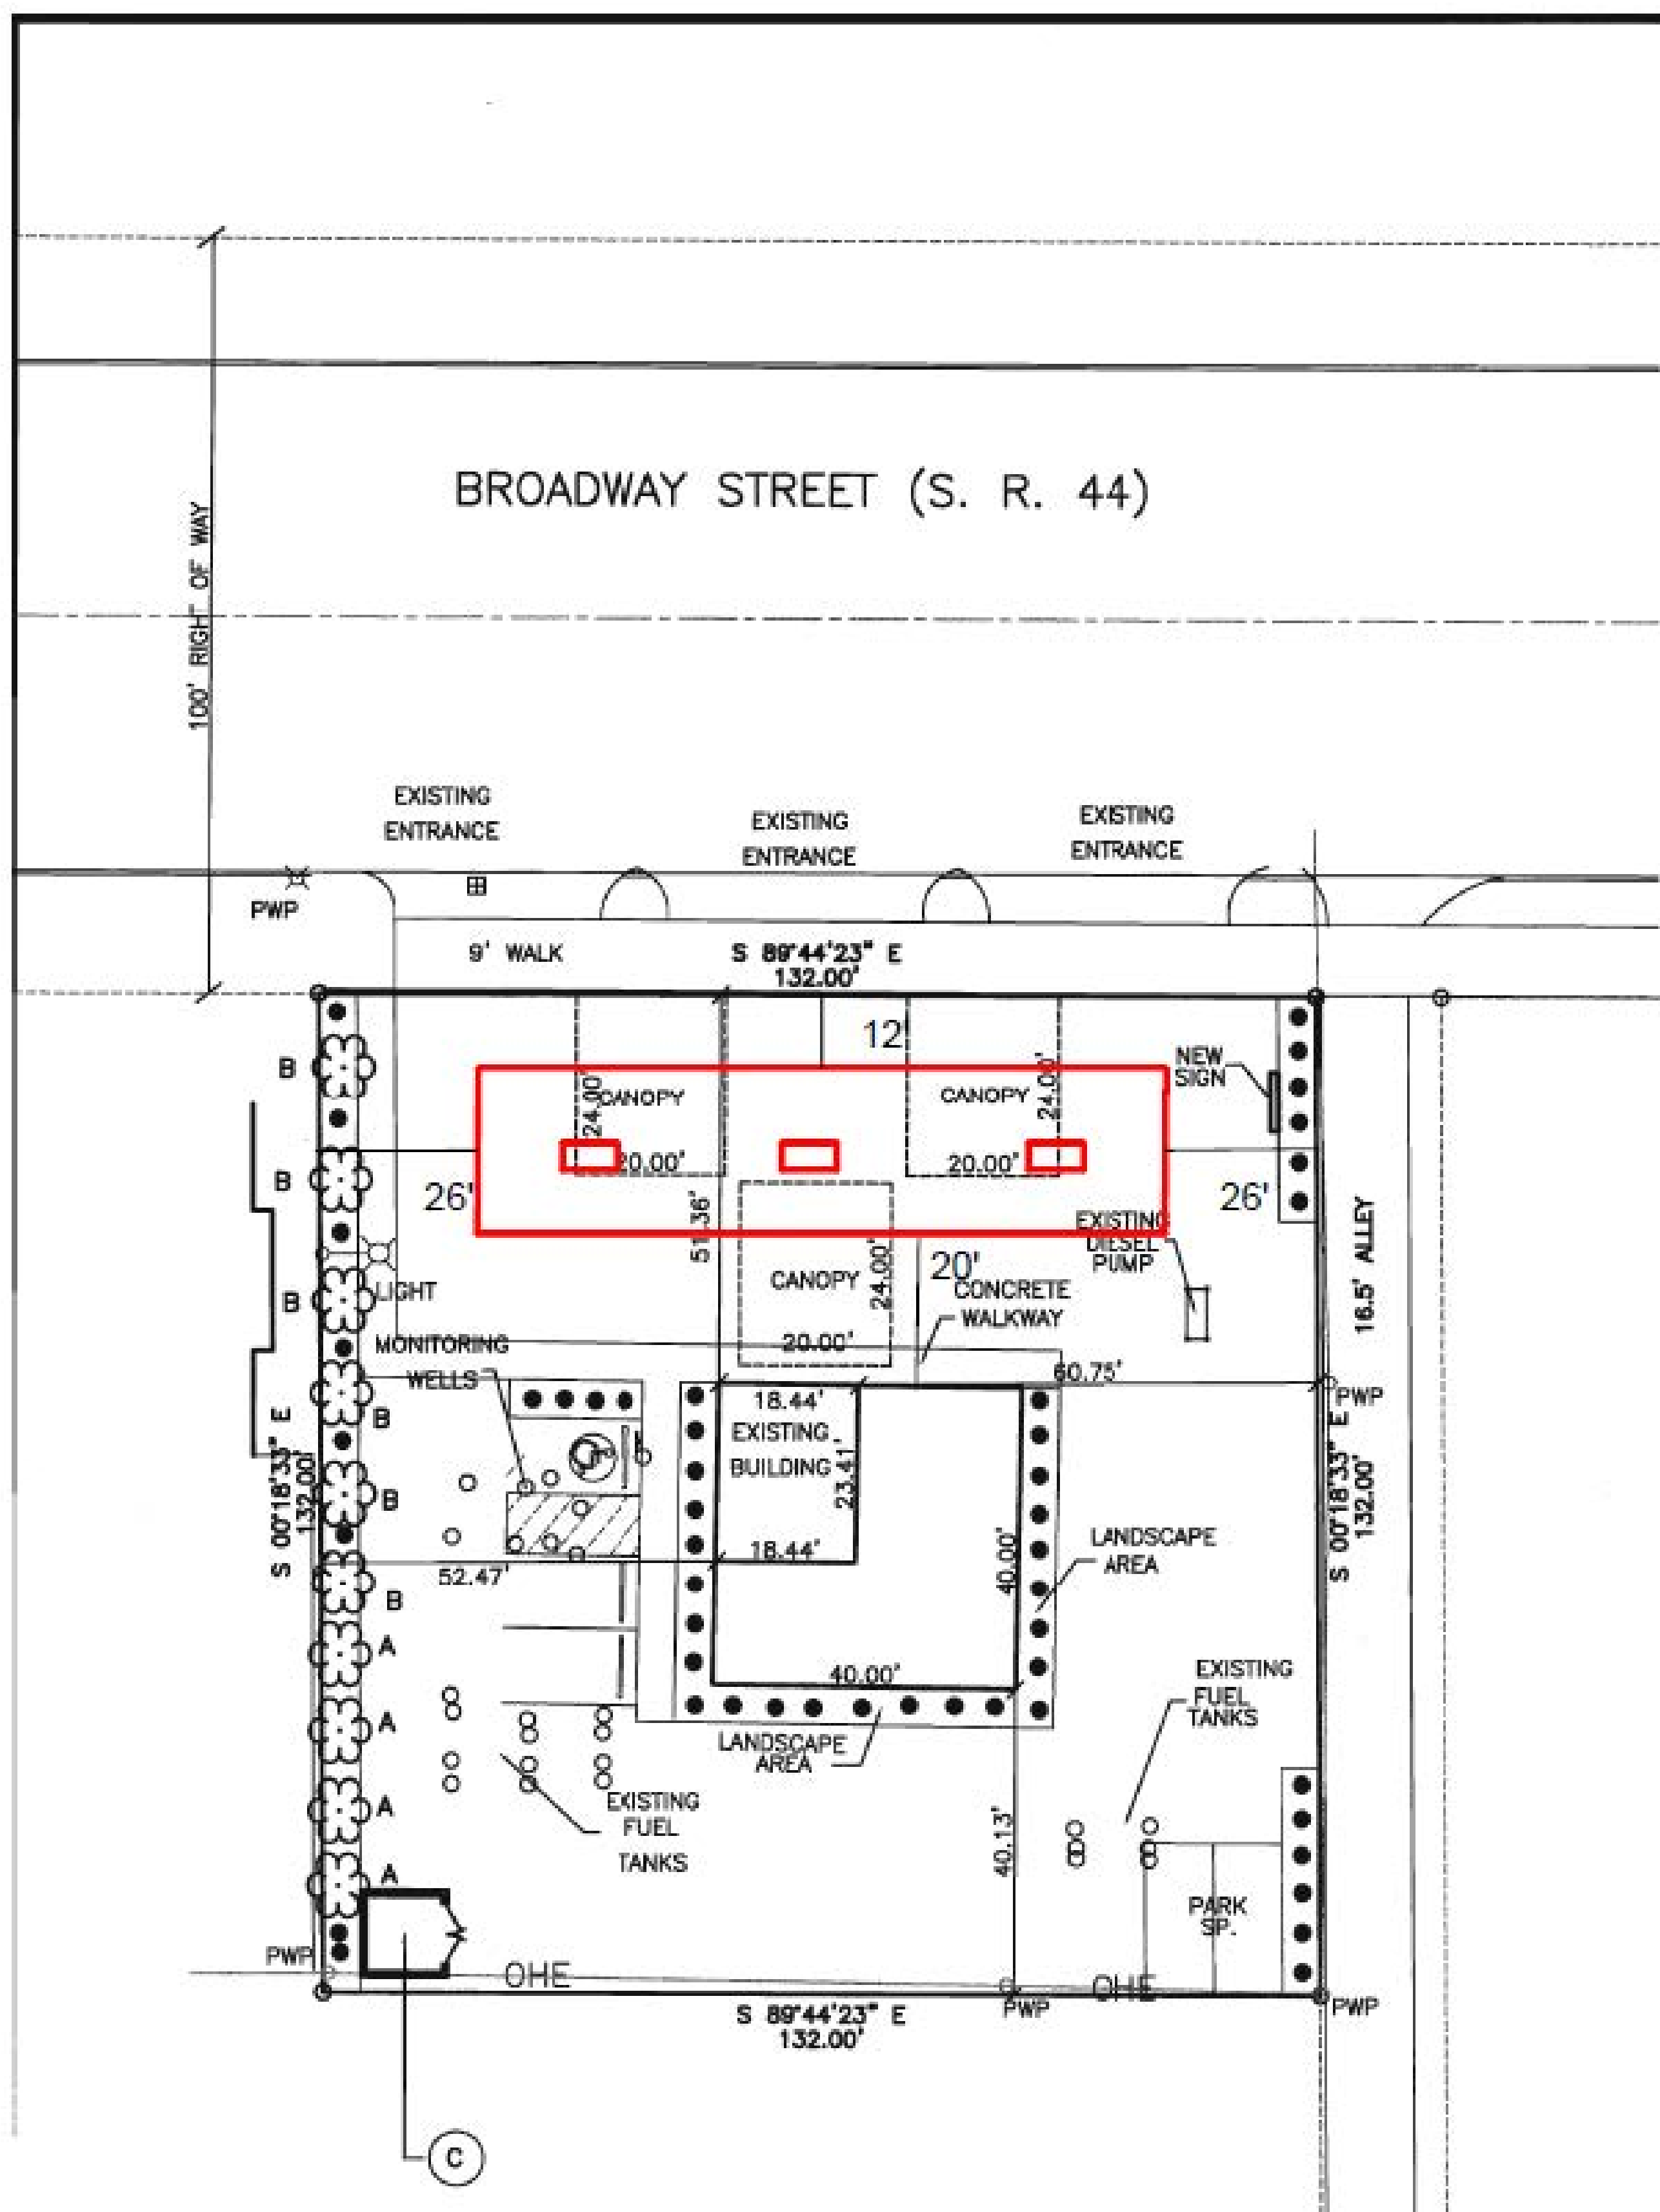 BROADWAY STREET (S. R. 44)
100' RIGHT OF WAY
EXISTING
ENTRANCE
EXISTING
ENTRANCE
EXISTING
ENTRANCE
PWP
9' WALK
S 89°44'23" E
132.00'
12'
B
CANOPY
24.00'
20.00'
CANOPY
24.00'
20.00'
NEW
SIGN
B
26'
26'
51.36'
EXISTING
DIESEL
PUMP
16.5' ALLEY
20'
B
LIGHT
CANOPY
24.00'
20.00'
CONCRETE
WALKWAY
MONITORING
WELLS
60.75'
PWP
B
18.44'
EXISTING
BUILDING
23.41'
18.44'
S 00°18'33" E
132.00'
S 00°18'33" E
132.00'
B
52.47'
40.00'
LANDSCAPE
AREA
B
A
40.00'
EXISTING
FUEL
TANKS
A
LANDSCAPE
AREA
A
EXISTING
FUEL
TANKS
40.13'
A
PARK
SP.
PWP
OHE
OHE
PWP
PWP
S 89°44'23" E
132.00'
C